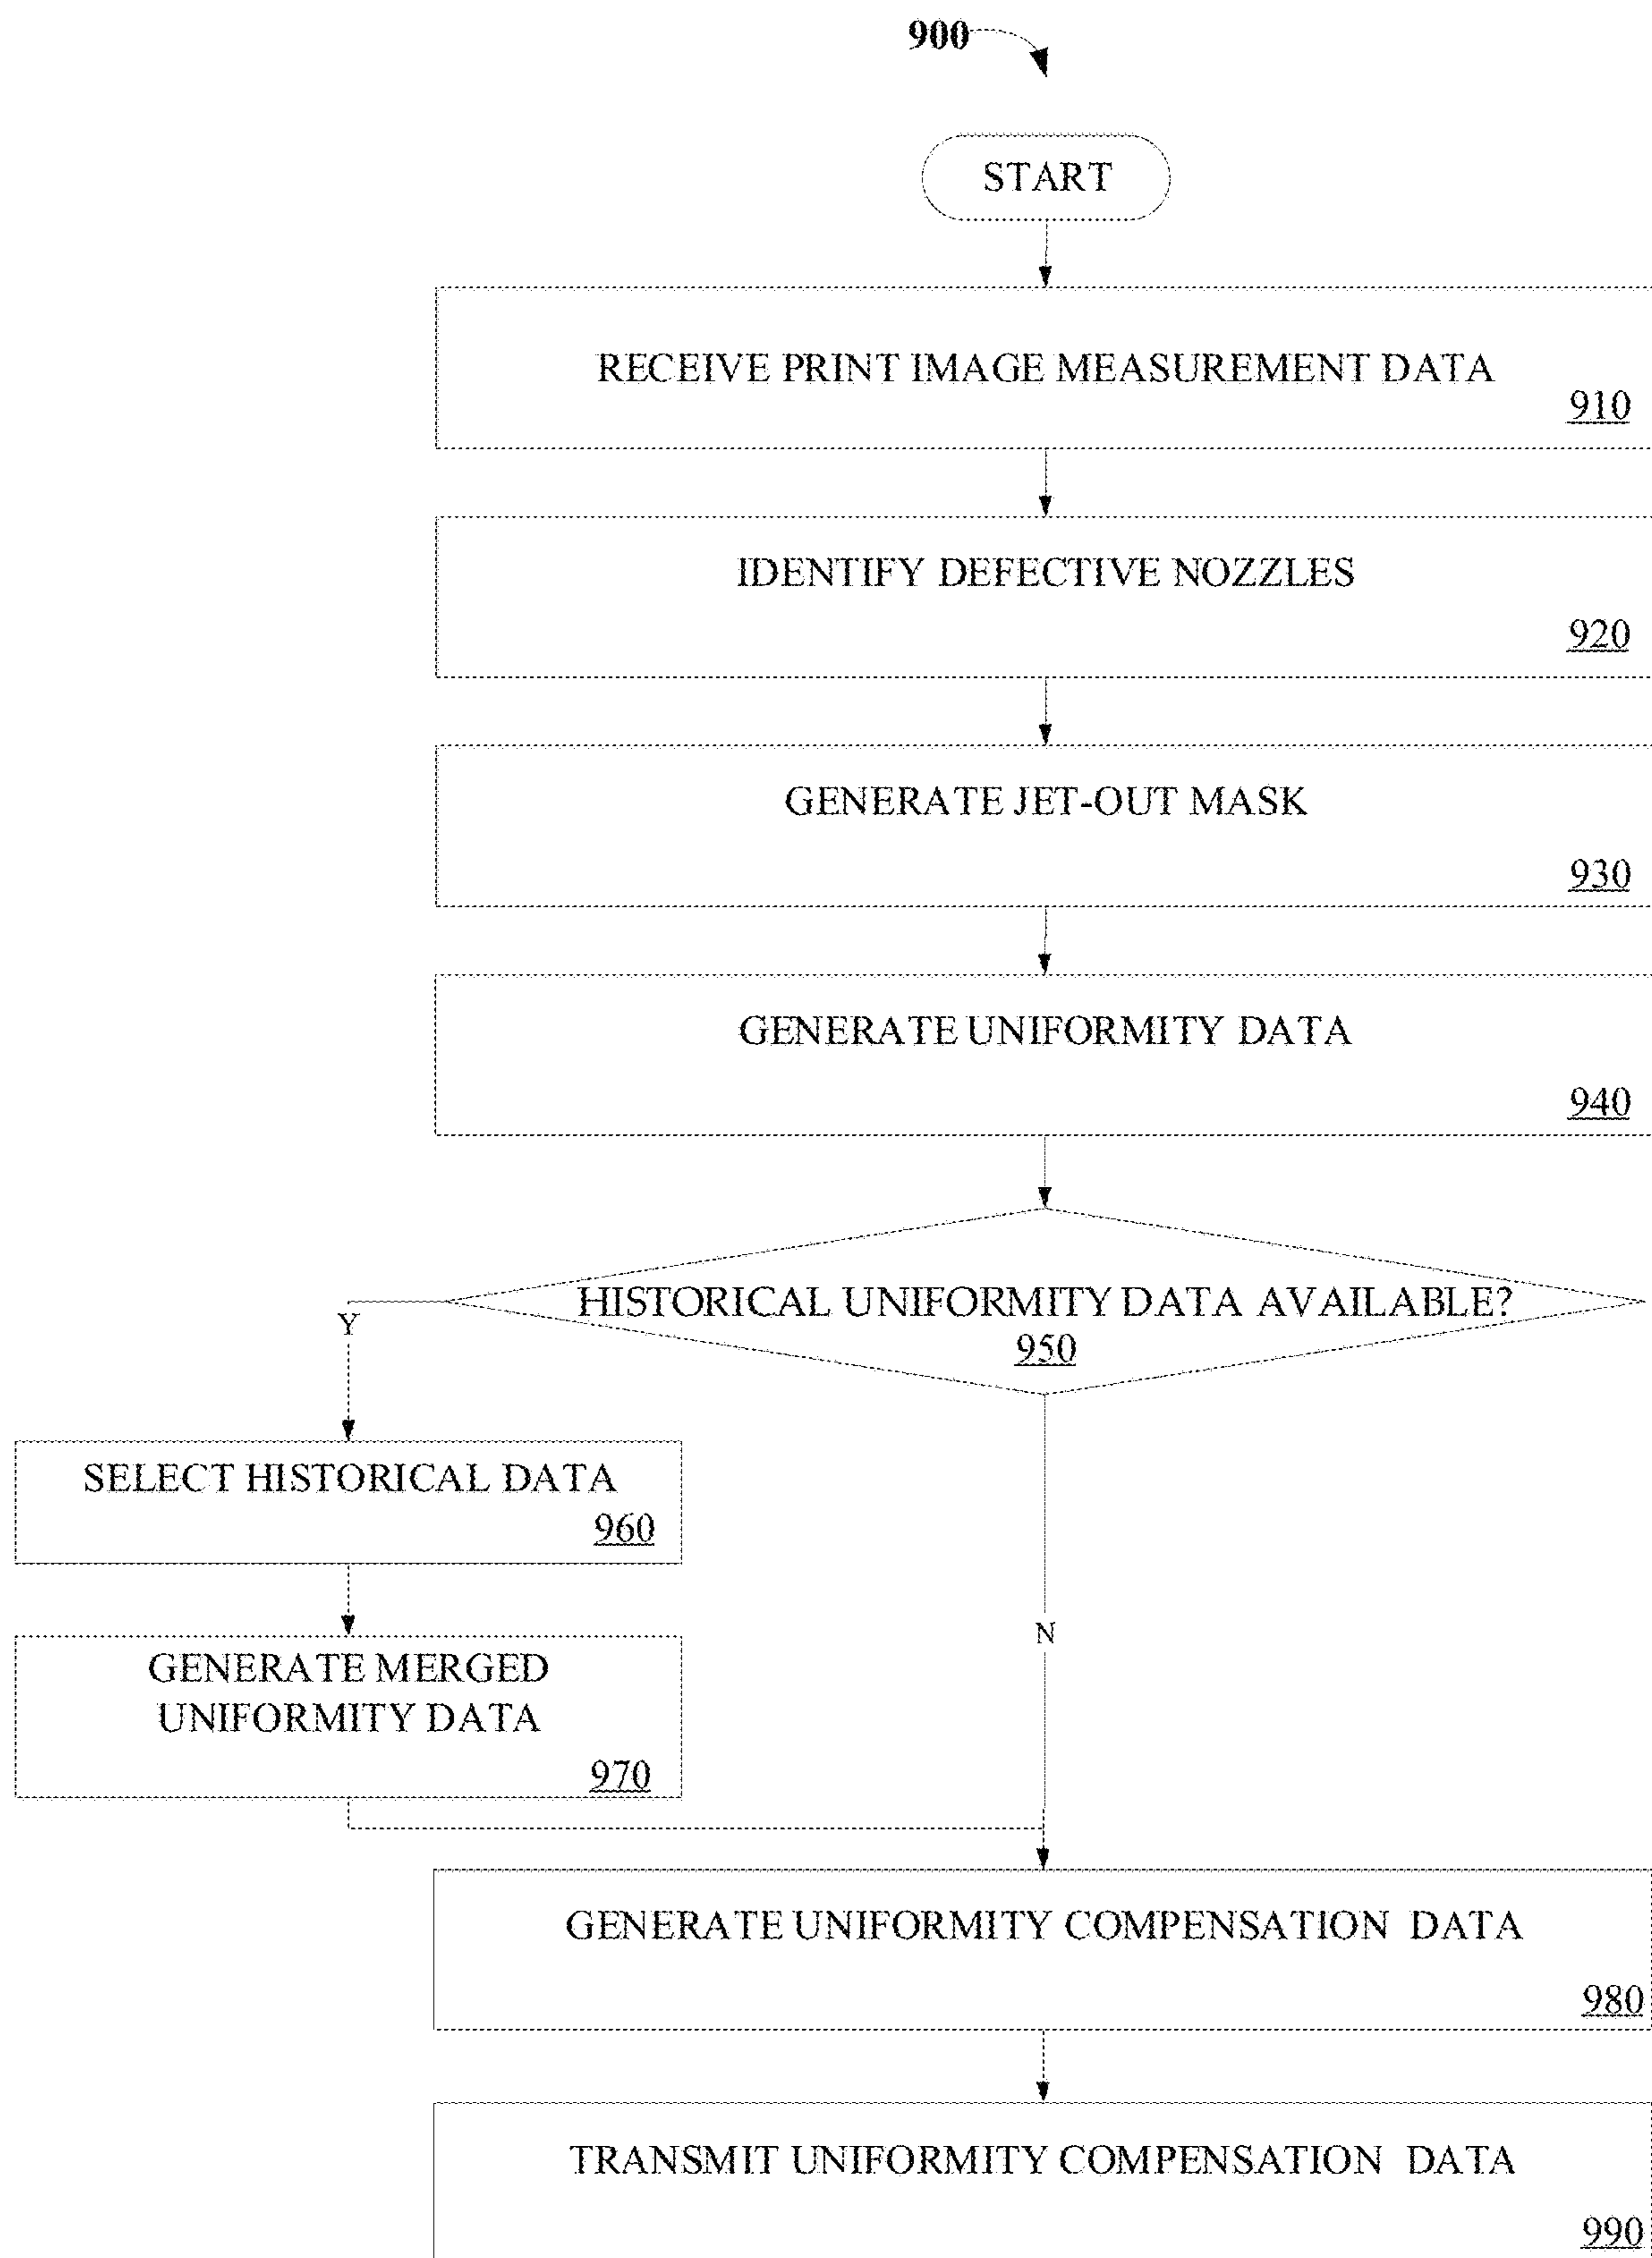 900
START
RECEIVE PRINT IMAGE MEASUREMENT DATA
910
IDENTIFY DEFECTIVE NOZZLES
920
GENERATE JET-OUT MASK
930
GENERATE UNIFORMITY DATA
940
HISTORICAL UNIFORMITY DATA AVAILABLE?
950
Y
SELECT HISTORICAL DATA
960
N
GENERATE MERGED
UNIFORMITY DATA
970
GENERATE UNIFORMITY COMPENSATION DATA
980
TRANSMIT UNIFORMITY COMPENSATION DATA
990